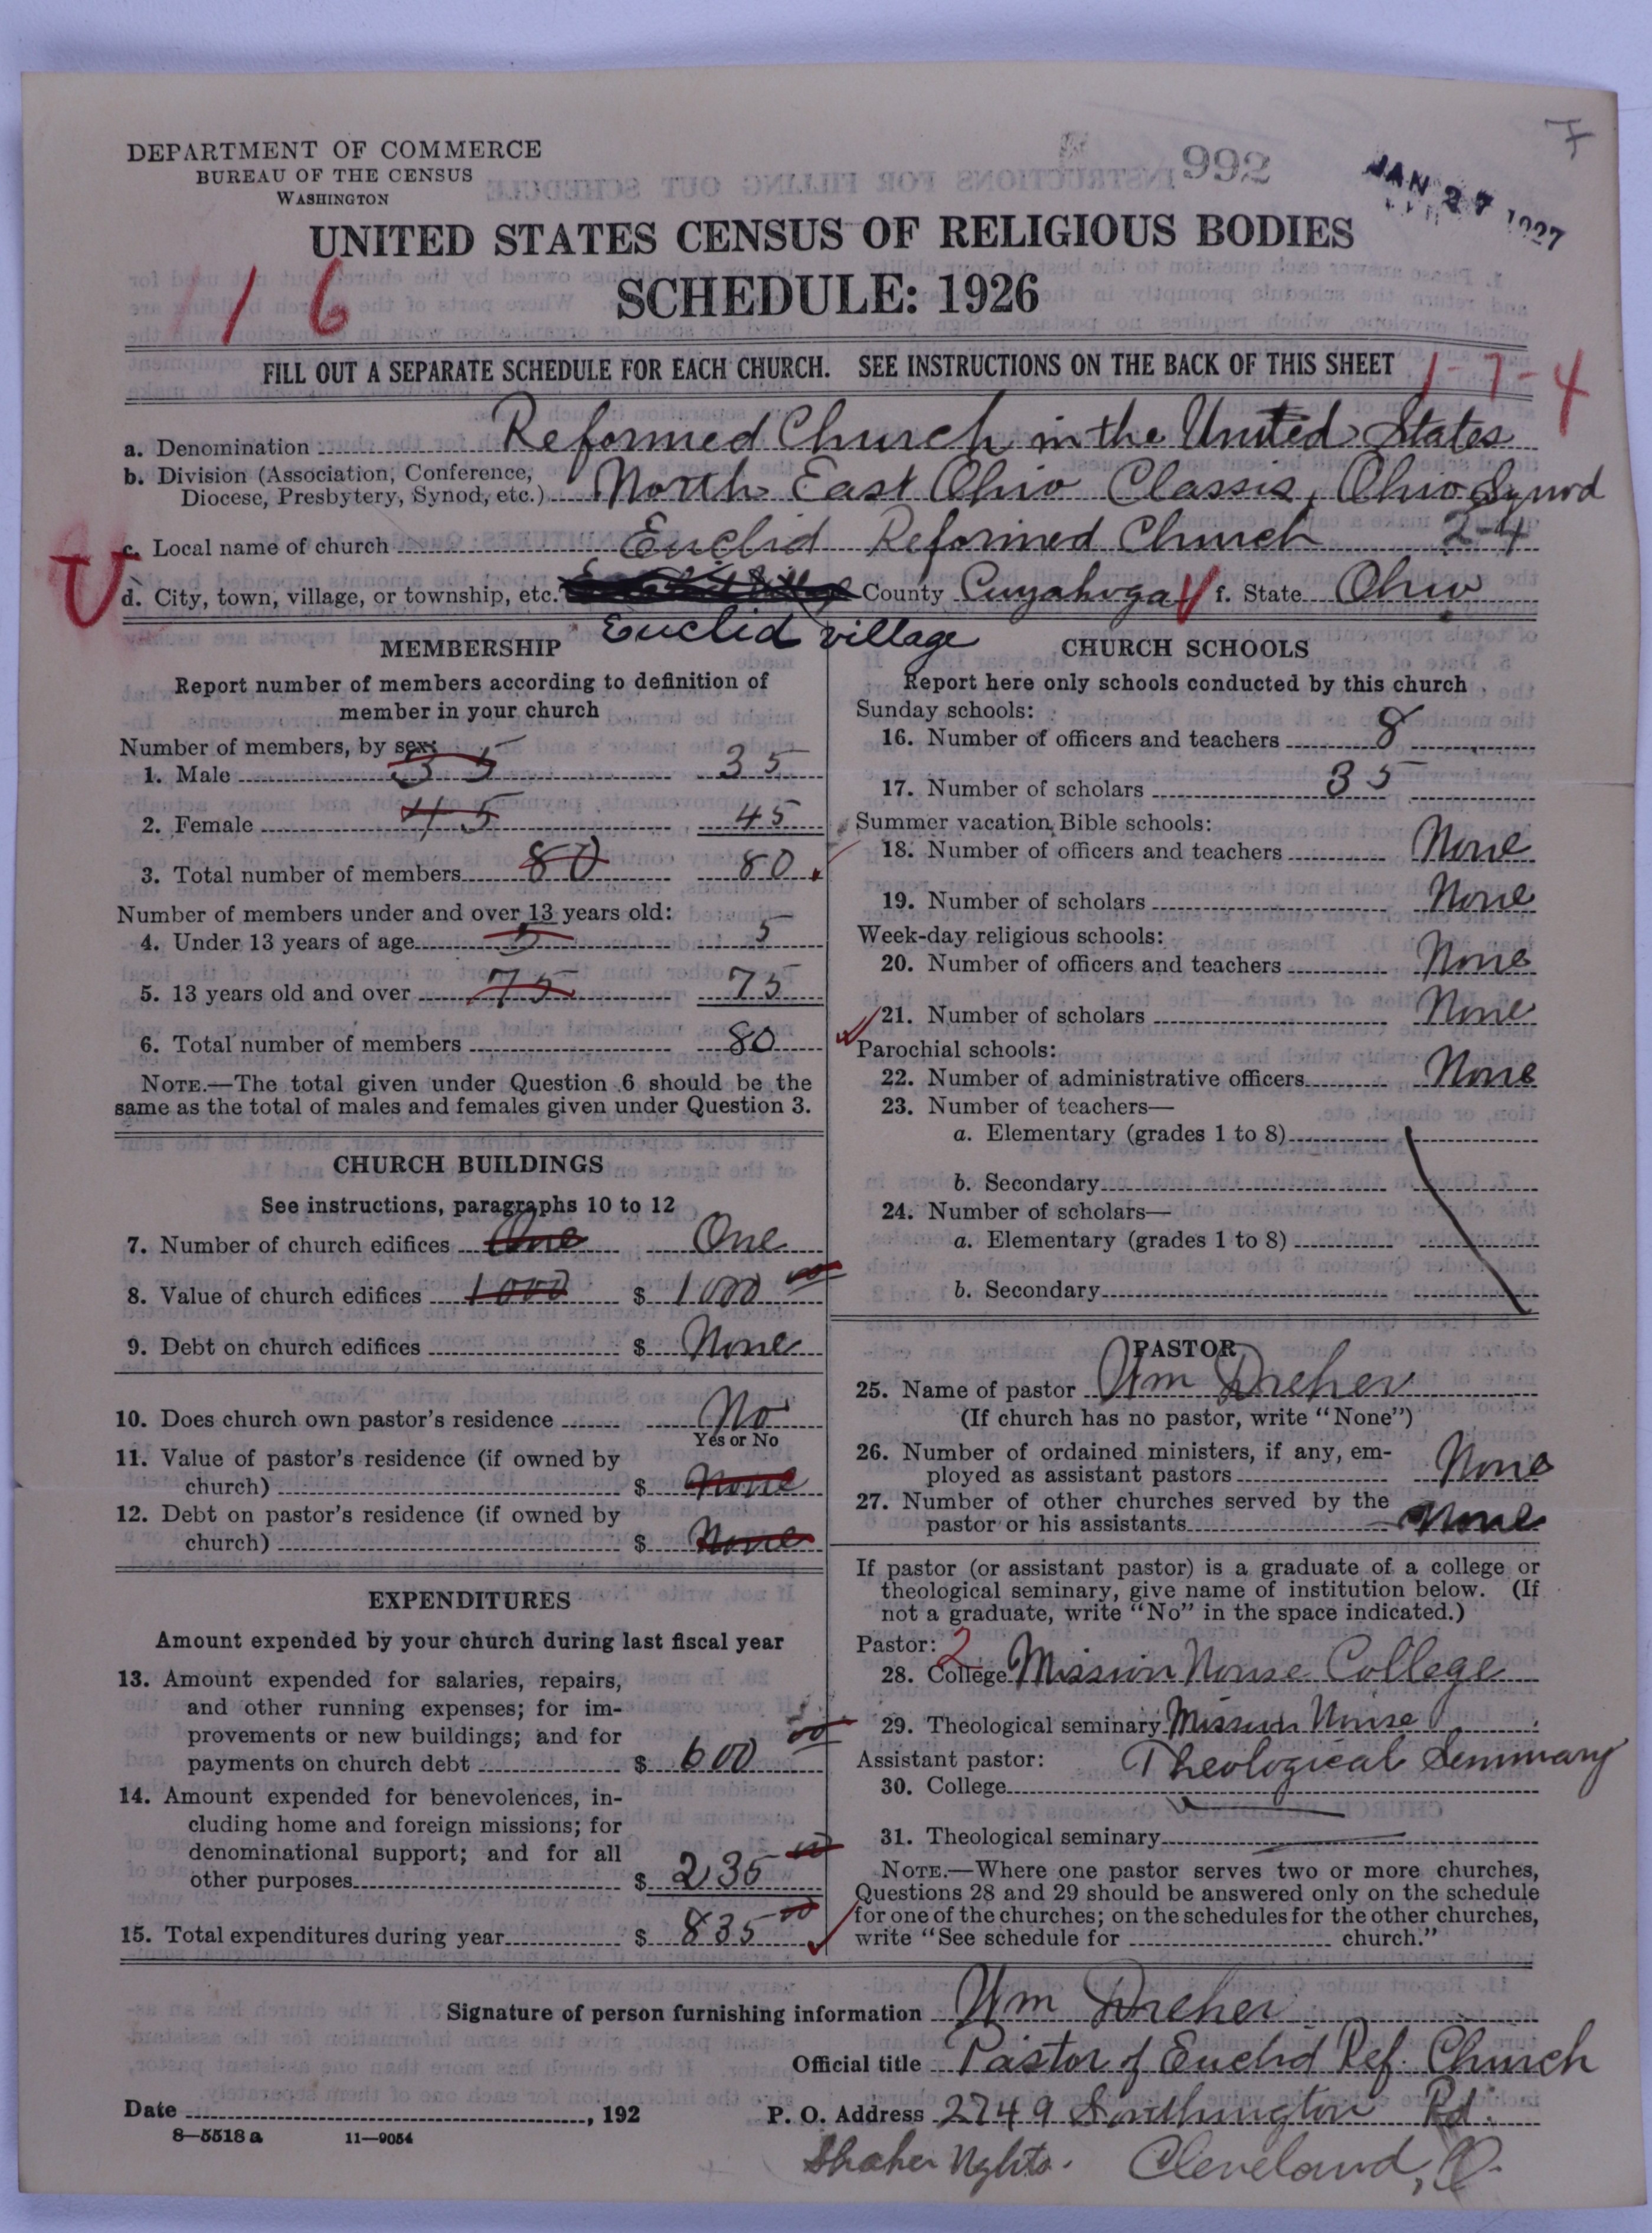 DEPARTMENT OF COMMERCE
BUREAU OF THE CENSUS
WASHINGTON
992
JAN 27 1927
UNITED STATES CENSUS OF RELIGIOUS BODIES
SCHEDULE: 1926
116
FILL OUT A SEPARATE SCHEDULE FOR EACH CHURCH. SEE INSTRUCTIONS ON THE BACK OF THIS SHEET
1-7-4
a. Denomination Reformed Church in the United States
b. Division (Association, Conference,
Diocese, Presbytery, Synod, etc.) North East Ohio Classis, Ohio Synod
c. Local name of church Euclid Reformed Church 2-4
d. City, town, village, or township, etc. County Cuyahoga f. State Ohio
Euclid village
MEMBERSHIP
Report number of members according to definition of
member in your church
Number of members, by sex:
1. Male 35 35
2. Female 45 45
3. Total number of members 80 80
Number of members under and over 13 years old:
4. Under 13 years of age 5 5
5. 13 years old and over 75 75
6. Total number of members 80
NOTE.—The total given under Question 6 should be the
same as the total of males and females given under Question 3.
CHURCH BUILDINGS
See instructions, paragraphs 10 to 12
7. Number of church edifices One One
8. Value of church edifices 1000 $ 1000 00
9. Debt on church edifices $ None
10. Does church own pastor's residence No
Yes or No
11. Value of pastor's residence (if owned by
church) $ None
12. Debt on pastor's residence (if owned by
church) $ None
EXPENDITURES
Amount expended by your church during last fiscal year
13. Amount expended for salaries, repairs,
and other running expenses; for im-
provements or new buildings; and for
payments on church debt $ 600 00
14. Amount expended for benevolences, in-
cluding home and foreign missions; for
denominational support; and for all
other purposes $ 235 00
15. Total expenditures during year $ 835 00
CHURCH SCHOOLS
Report here only schools conducted by this church
Sunday schools:
16. Number of officers and teachers 8
17. Number of scholars 35
Summer vacation Bible schools:
18. Number of officers and teachers None
19. Number of scholars None
Week-day religious schools:
20. Number of officers and teachers None
21. Number of scholars None
Parochial schools:
22. Number of administrative officers None
23. Number of teachers—
a. Elementary (grades 1 to 8)
b. Secondary
24. Number of scholars—
a. Elementary (grades 1 to 8)
b. Secondary
PASTOR
25. Name of pastor Wm Dreher
(If church has no pastor, write "None")
26. Number of ordained ministers, if any, em-
ployed as assistant pastors None
27. Number of other churches served by the
pastor or his assistants None
If pastor (or assistant pastor) is a graduate of a college or
theological seminary, give name of institution below. (If
not a graduate, write "No" in the space indicated.)
Pastor: 2
28. College Mission House College
29. Theological seminary Mission House
Assistant pastor: Theological Seminary
30. College
31. Theological seminary
NOTE.—Where one pastor serves two or more churches,
Questions 28 and 29 should be answered only on the schedule
for one of the churches; on the schedules for the other churches,
write "See schedule for church."
Signature of person furnishing information Wm Dreher
Official title Pastor of Euclid Ref. Church
Date , 192 P. O. Address 2749 Southington Rd.
8—5518 a 11—9054
Shaker Hghts. Cleveland, O.